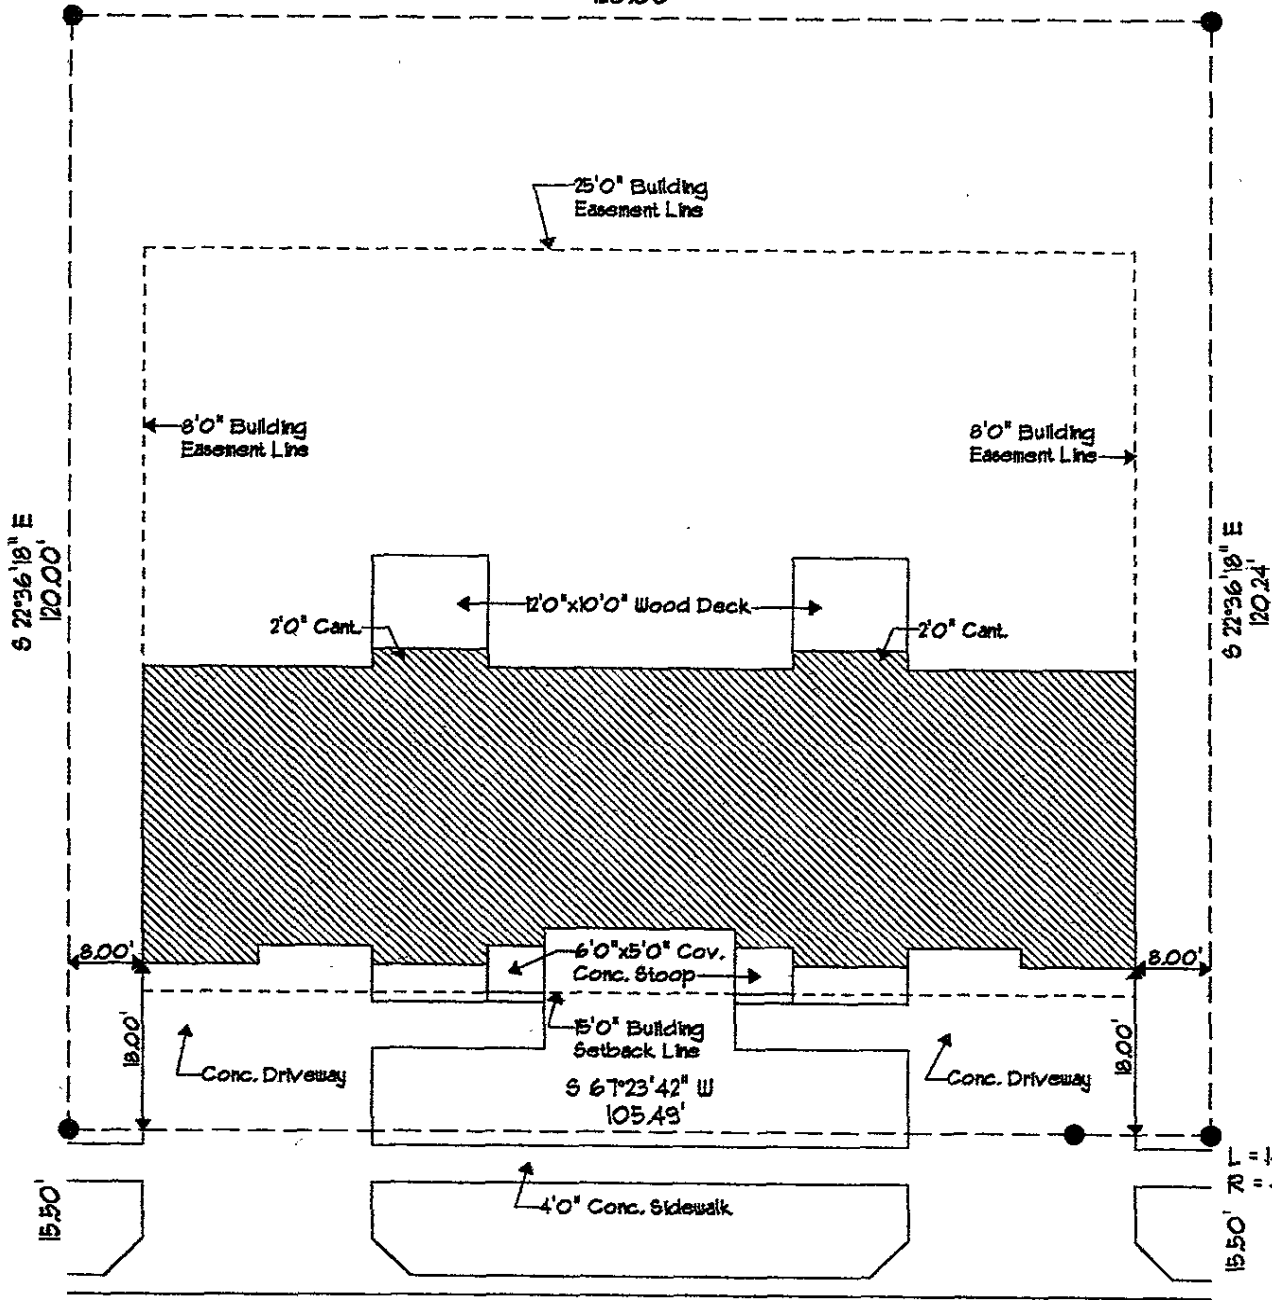 25'0" Building
Easement Line
8'0" Building
Easement Line
8'0" Building
Easement Line
S 22°36'18" E
120.00'
S 22°36'18" E
120.24'
12'0"x10'0" Wood Deck
2'0" Cant.
2'0" Cant.
8.00'
6'0"x5'0" Cov.
Conc. Stoop
8.00'
15'0" Building
Setback Line
18.00'
Conc. Driveway
S 67°23'42" W
105.49'
Conc. Driveway
18.00'
15.50'
4'0" Conc. Sidewalk
15.50'